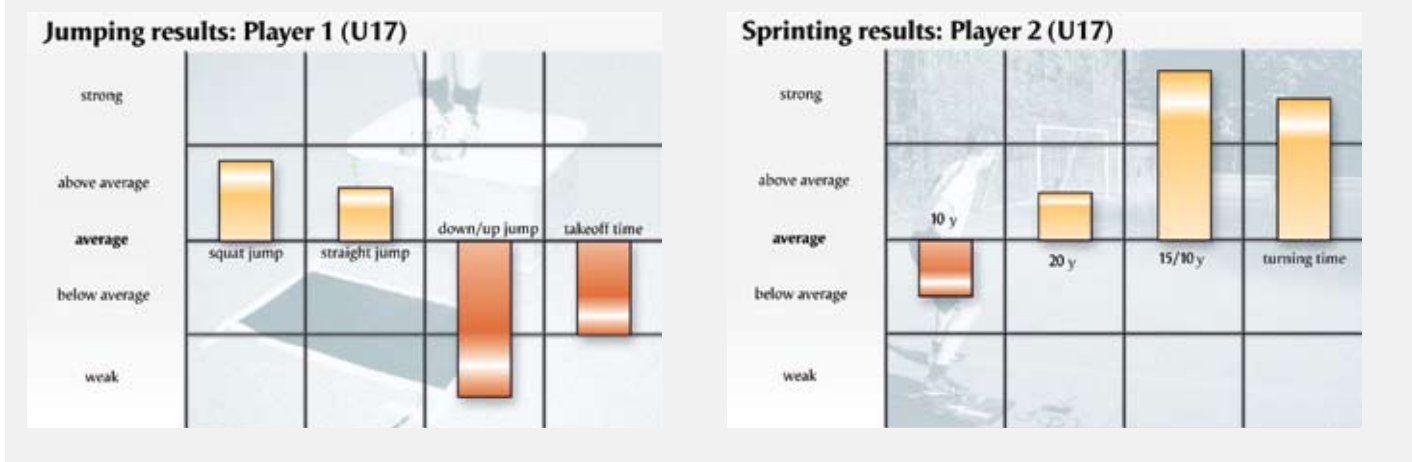 Jumping results: Player 1 (U17)
strong
above average
down/up jump
takeoff time
average
squat jump
straight jump
below average
weak
Sprinting results: Player 2 (U17)
strong
above average
10 y
average
20 y
15/10 y
turning time
below average
weak